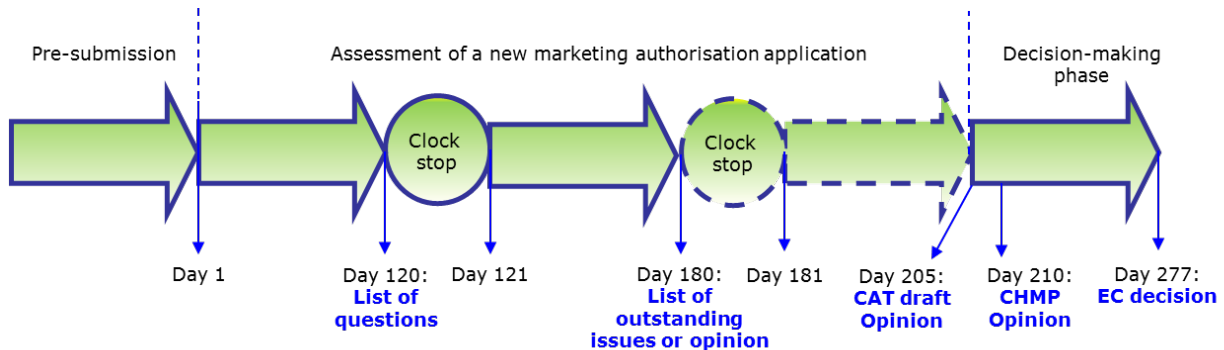 Pre-submission
Assessment of a new marketing authorisation application
Decision-making
phase
Clock
stop
Clock
stop
Day 1
Day 120:
List of
questions
Day 121
Day 180:
List of
outstanding
issues or opinion
Day 181
Day 205:
CAT draft
Opinion
Day 210:
CHMP
Opinion
Day 277:
EC decision